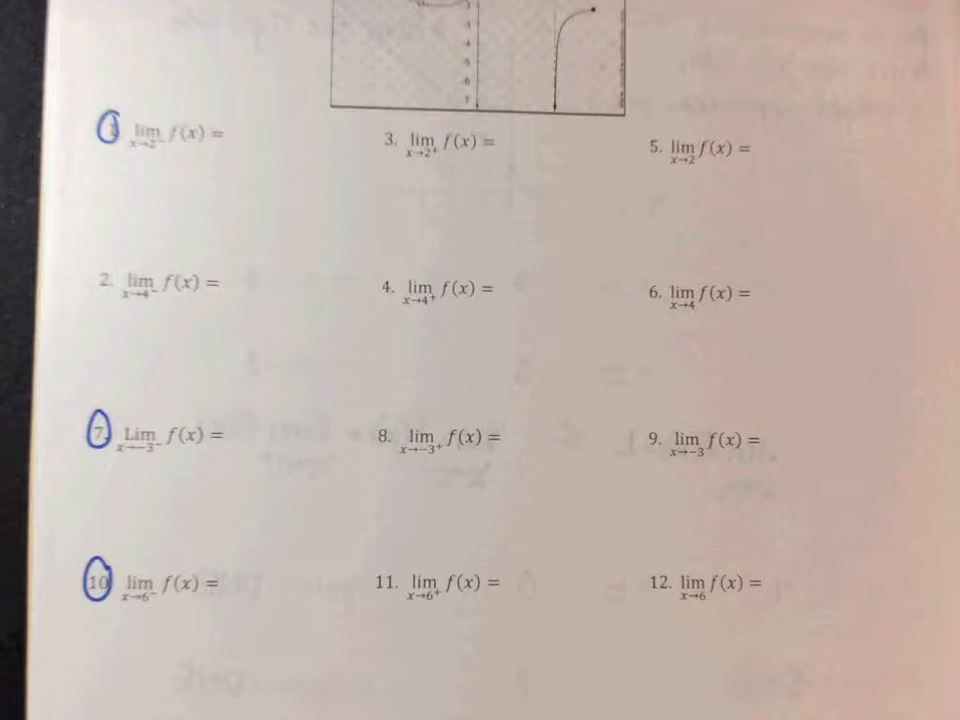 1. lim x→2⁻ f(x) = 3. lim x→2⁺ f(x) = 5. lim x→2 f(x) =
2. lim x→4⁻ f(x) = 4. lim x→4⁺ f(x) = 6. lim x→4 f(x) =
7. Lim x→-3⁻ f(x) = 8. lim x→-3⁺ f(x) = 9. lim x→-3 f(x) =
10 lim x→6⁻ f(x) = 11. lim x→6⁺ f(x) = 12. lim x→6 f(x) =